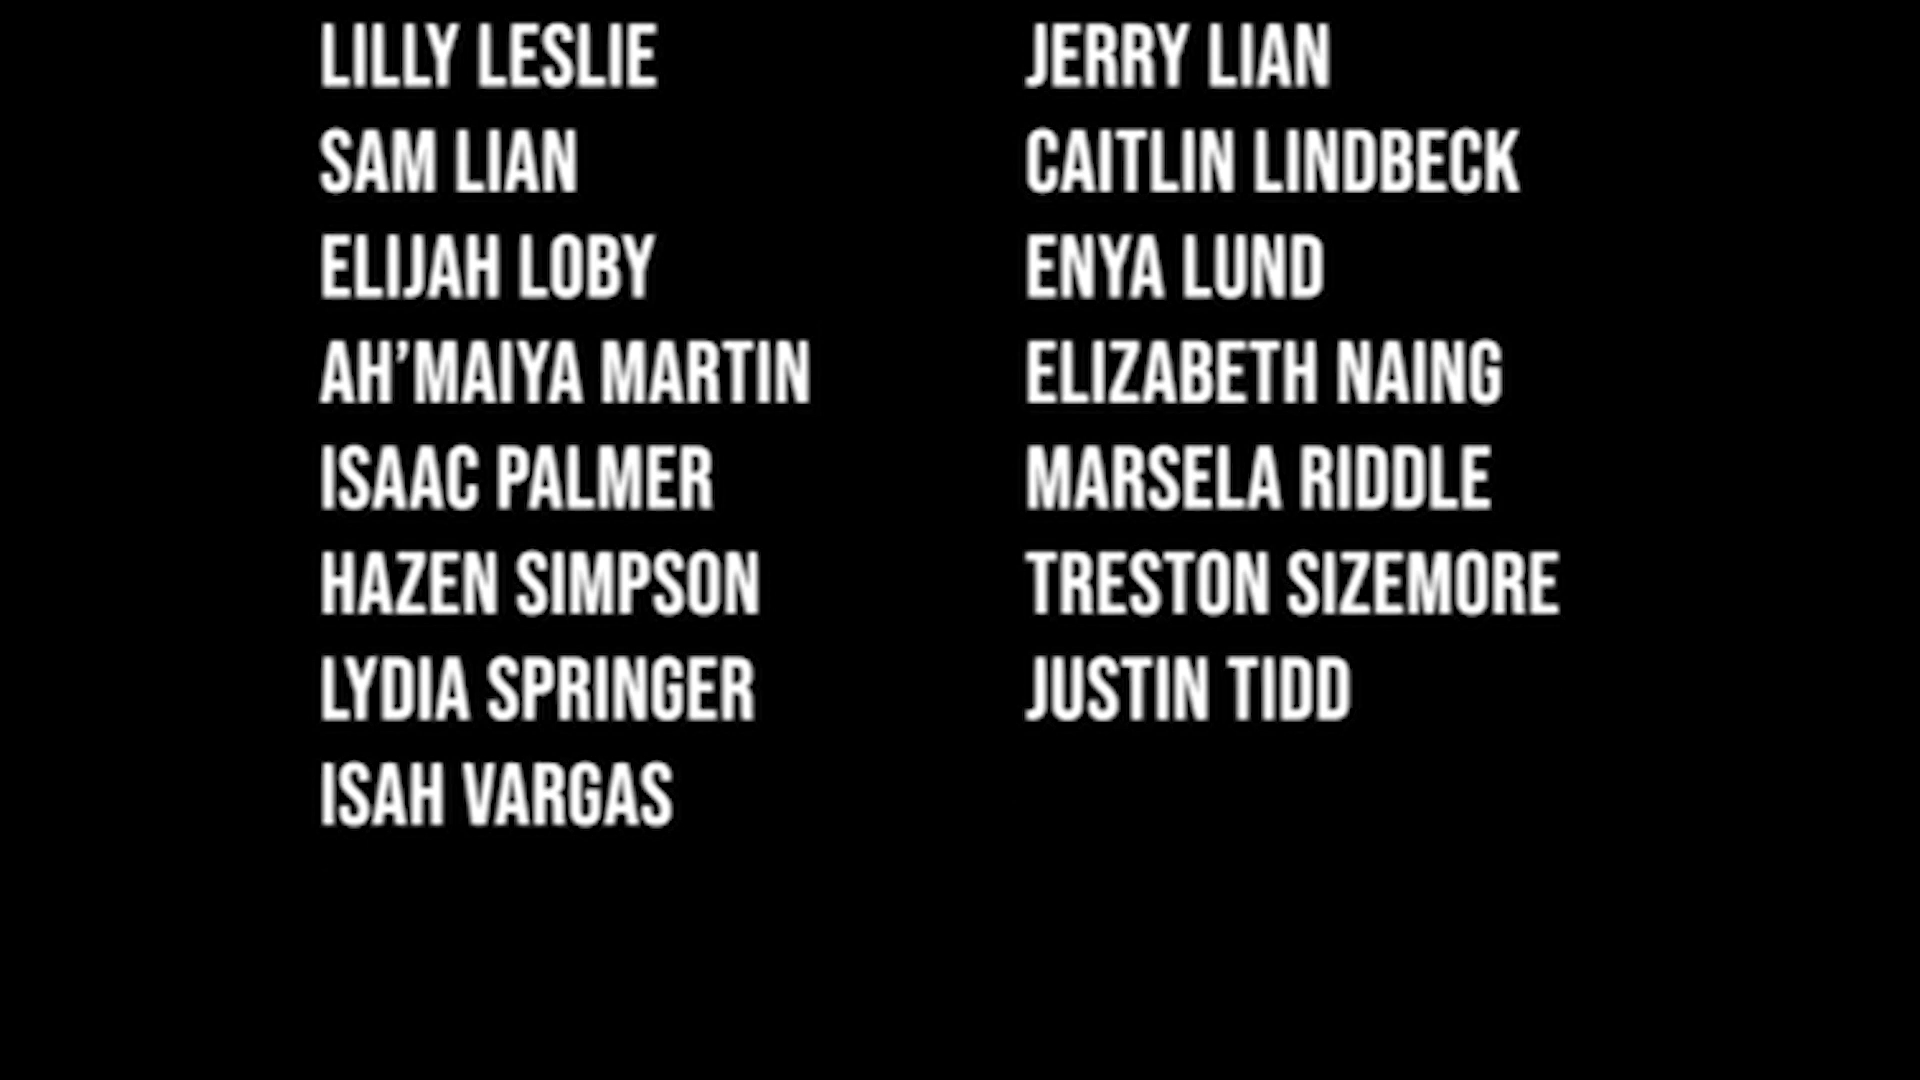 LILLY LESLIE
JERRY LIAN
SAM LIAN
CAITLIN LINDBECK
ELIJAH LOBY
ENYA LUND
AH’MAIYA MARTIN
ELIZABETH NAING
ISAAC PALMER
MARSELA RIDDLE
HAZEN SIMPSON
TRESTON SIZEMORE
LYDIA SPRINGER
JUSTIN TIDD
ISAH VARGAS